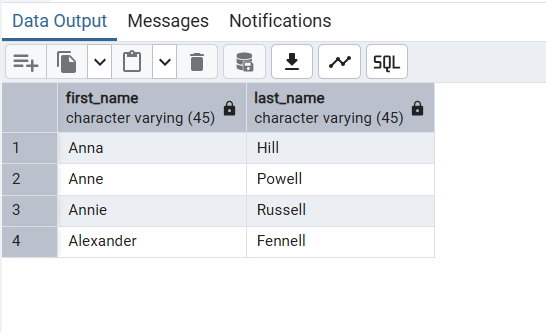 Data Output Messages Notifications
SQL
first_name last_name
character varying (45) character varying (45)
1 Anna Hill
2 Anne Powell
3 Annie Russell
4 Alexander Fennell